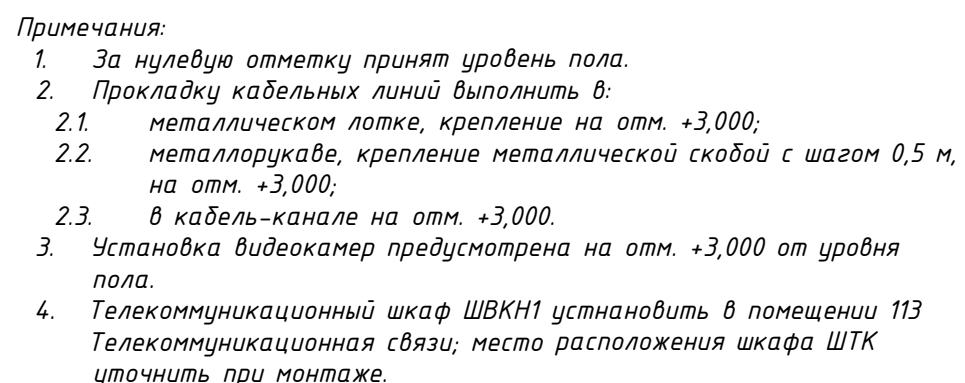 Примечания:
1. За нулевую отметку принят уровень пола.
2. Прокладку кабельных линий выполнить в:
2.1. металлическом лотке, крепление на отм. +3,000;
2.2. металлорукаве, крепление металлической скобой с шагом 0,5 м,
на отм. +3,000;
2.3. в кабель-канале на отм. +3,000.
3. Установка видеокамер предусмотрена на отм. +3,000 от уровня
пола.
4. Телекоммуникационный шкаф ШВКН1 устнановить в помещении 113
Телекоммуникационная связи; место расположения шкафа ШТК
уточнить при монтаже.